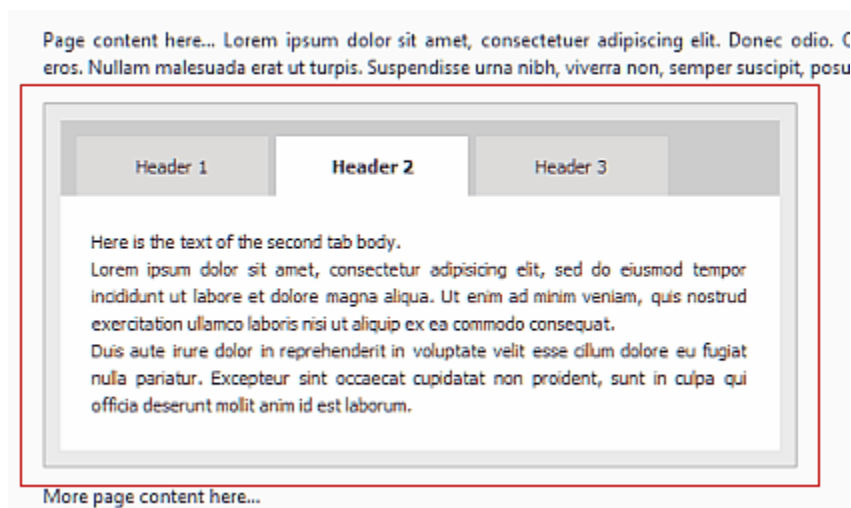 Page content here... Lorem ipsum dolor sit amet, consectetuer adipiscing elit. Donec odio.
eros. Nullam malesuada erat ut turpis. Suspendisse urna nibh, viverra non, semper suscipit, posu
Header 1 Header 2 Header 3
Here is the text of the second tab body.
Lorem ipsum dolor sit amet, consectetur adipisicing elit, sed do eiusmod tempor
incididunt ut labore et dolore magna aliqua. Ut enim ad minim veniam, quis nostrud
exercitation ullamco laboris nisi ut aliquip ex ea commodo consequat.
Duis aute irure dolor in reprehenderit in voluptate velit esse cillum dolore eu fugiat
nulla pariatur. Excepteur sint occaecat cupidatat non proident, sunt in culpa qui
officia deserunt mollit anim id est laborum.
More page content here...